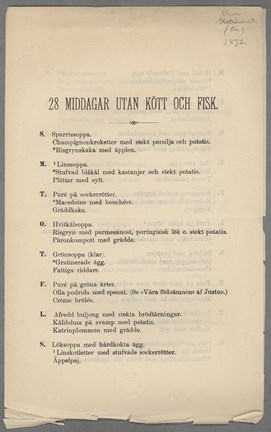 1892
28 MIDDAGAR UTAN KÖTT OCH FISK.
S. Sparrissoppa.
Champignonkroketter med stekt persilja och potatis.
*Risgrynskaka med äpplen.
M. ¹Linssoppa.
*Stufvad blåkål med kastanjer och stekt potatis.
Plättar med sylt.
T. Puré på sockerrötter.
*Macedoine med bouchéer.
Gräddkaka.
O. Hvitkålsoppa.
Risgryn med parmesanost, portugisisk lök o. stekt potatis.
Päronkompott med grädde.
T. Grönsoppa (klar).
*Gratinerade ägg.
Fattiga riddare.
F. Puré på gröna ärter.
Olla podrida med spenat. (Se »Våra födoämnen» af Justus.)
Crème brûlée.
L. Afredd buljong med stekta brödtärningar.
Kåldolma på svamp med potatis.
Katrinplommon med grädde.
S. Löksoppa med hårdkokta ägg.
¹Linskotletter med stufvade sockerrötter.
Äppelpaj.